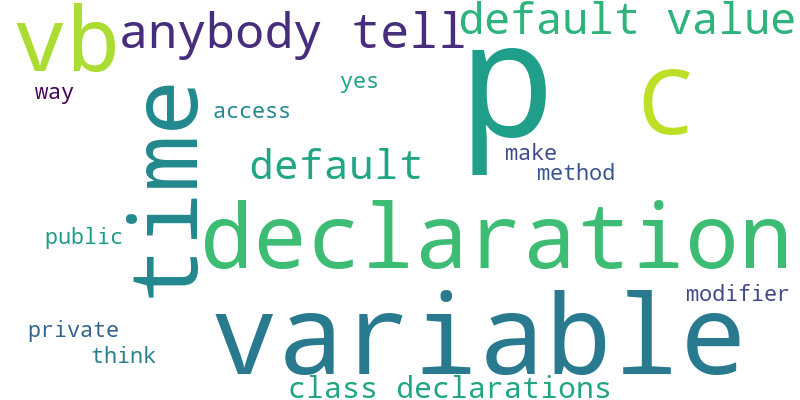 vb
anybody tell
default value
p
c
way
yes
access
time
default
make
method
public
declaration
variable
modifier
private
think
class declarations